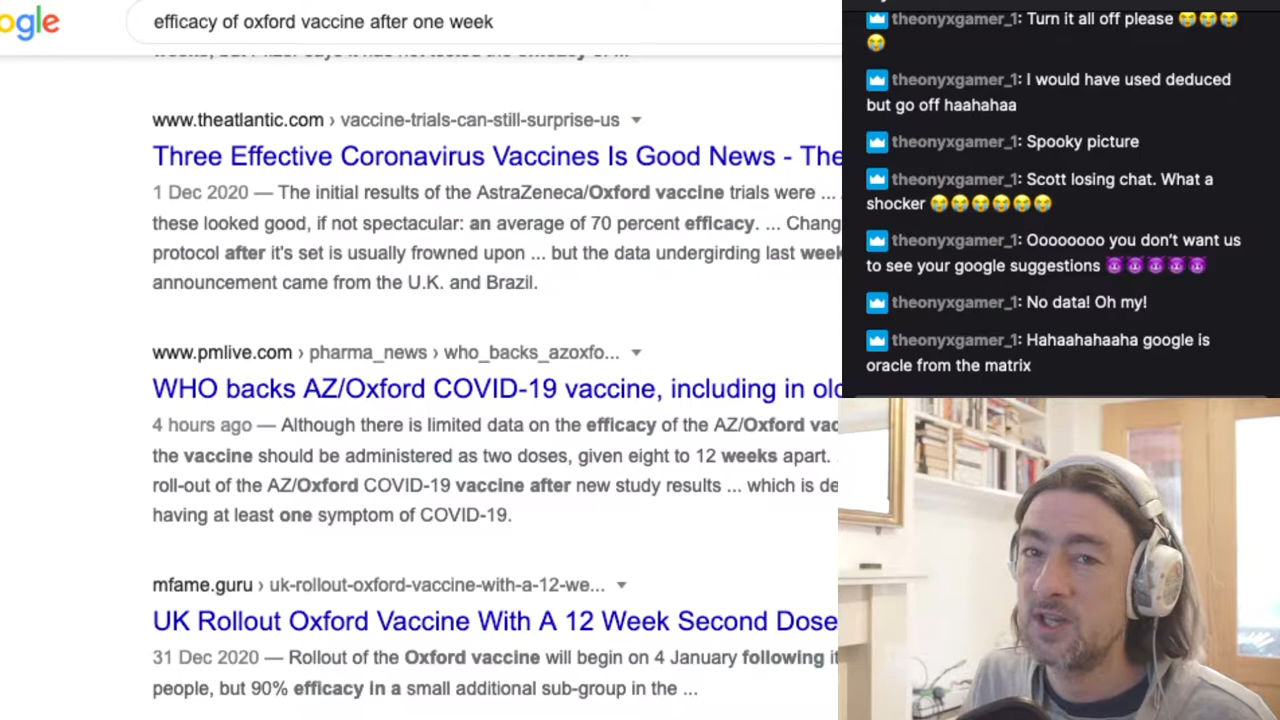 ogle
efficacy of oxford vaccine after one week
www.theatlantic.com › vaccine-trials-can-still-surprise-us
Three Effective Coronavirus Vaccines Is Good News - The
1 Dec 2020 — The initial results of the AstraZeneca/Oxford vaccine trials were ...
these looked good, if not spectacular: an average of 70 percent efficacy. ... Chang
protocol after it's set is usually frowned upon ... but the data undergirding last week
announcement came from the U.K. and Brazil.
www.pmlive.com › pharma_news › who_backs_azoxfo...
WHO backs AZ/Oxford COVID-19 vaccine, including in old
4 hours ago — Although there is limited data on the efficacy of the AZ/Oxford vac
the vaccine should be administered as two doses, given eight to 12 weeks apart.
roll-out of the AZ/Oxford COVID-19 vaccine after new study results ... which is de
having at least one symptom of COVID-19.
mfame.guru › uk-rollout-oxford-vaccine-with-a-12-we...
UK Rollout Oxford Vaccine With A 12 Week Second Dose
31 Dec 2020 — Rollout of the Oxford vaccine will begin on 4 January following it
people, but 90% efficacy in a small additional sub-group in the ...
theonyxgamer_1: Turn it all off please 😭😭😭
😭
theonyxgamer_1: I would have used deduced
but go off haahahaa
theonyxgamer_1: Spooky picture
theonyxgamer_1: Scott losing chat. What a
shocker 😭😭😭😭😭😭
theonyxgamer_1: Oooooooo you don't want us
to see your google suggestions 😈😈😈😈😈
theonyxgamer_1: No data! Oh my!
theonyxgamer_1: Hahaahahaaha google is
oracle from the matrix